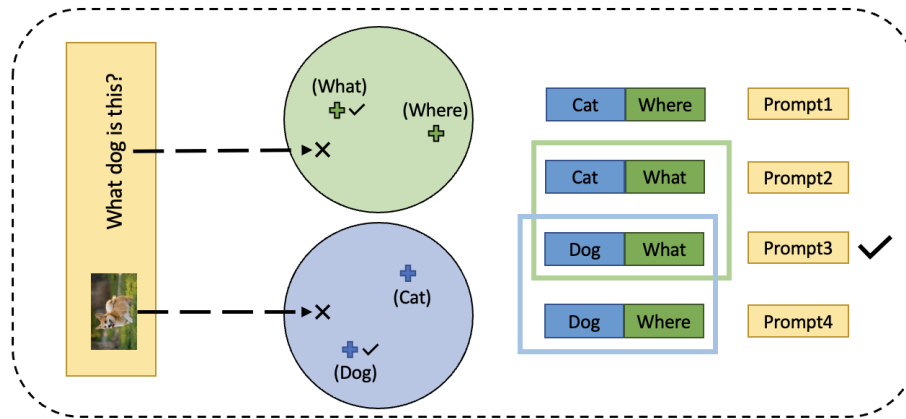 What dog is this?
(What)
(Where)
(Cat)
(Dog)
Cat Where Prompt1
Cat What Prompt2
Dog What Prompt3
Dog Where Prompt4